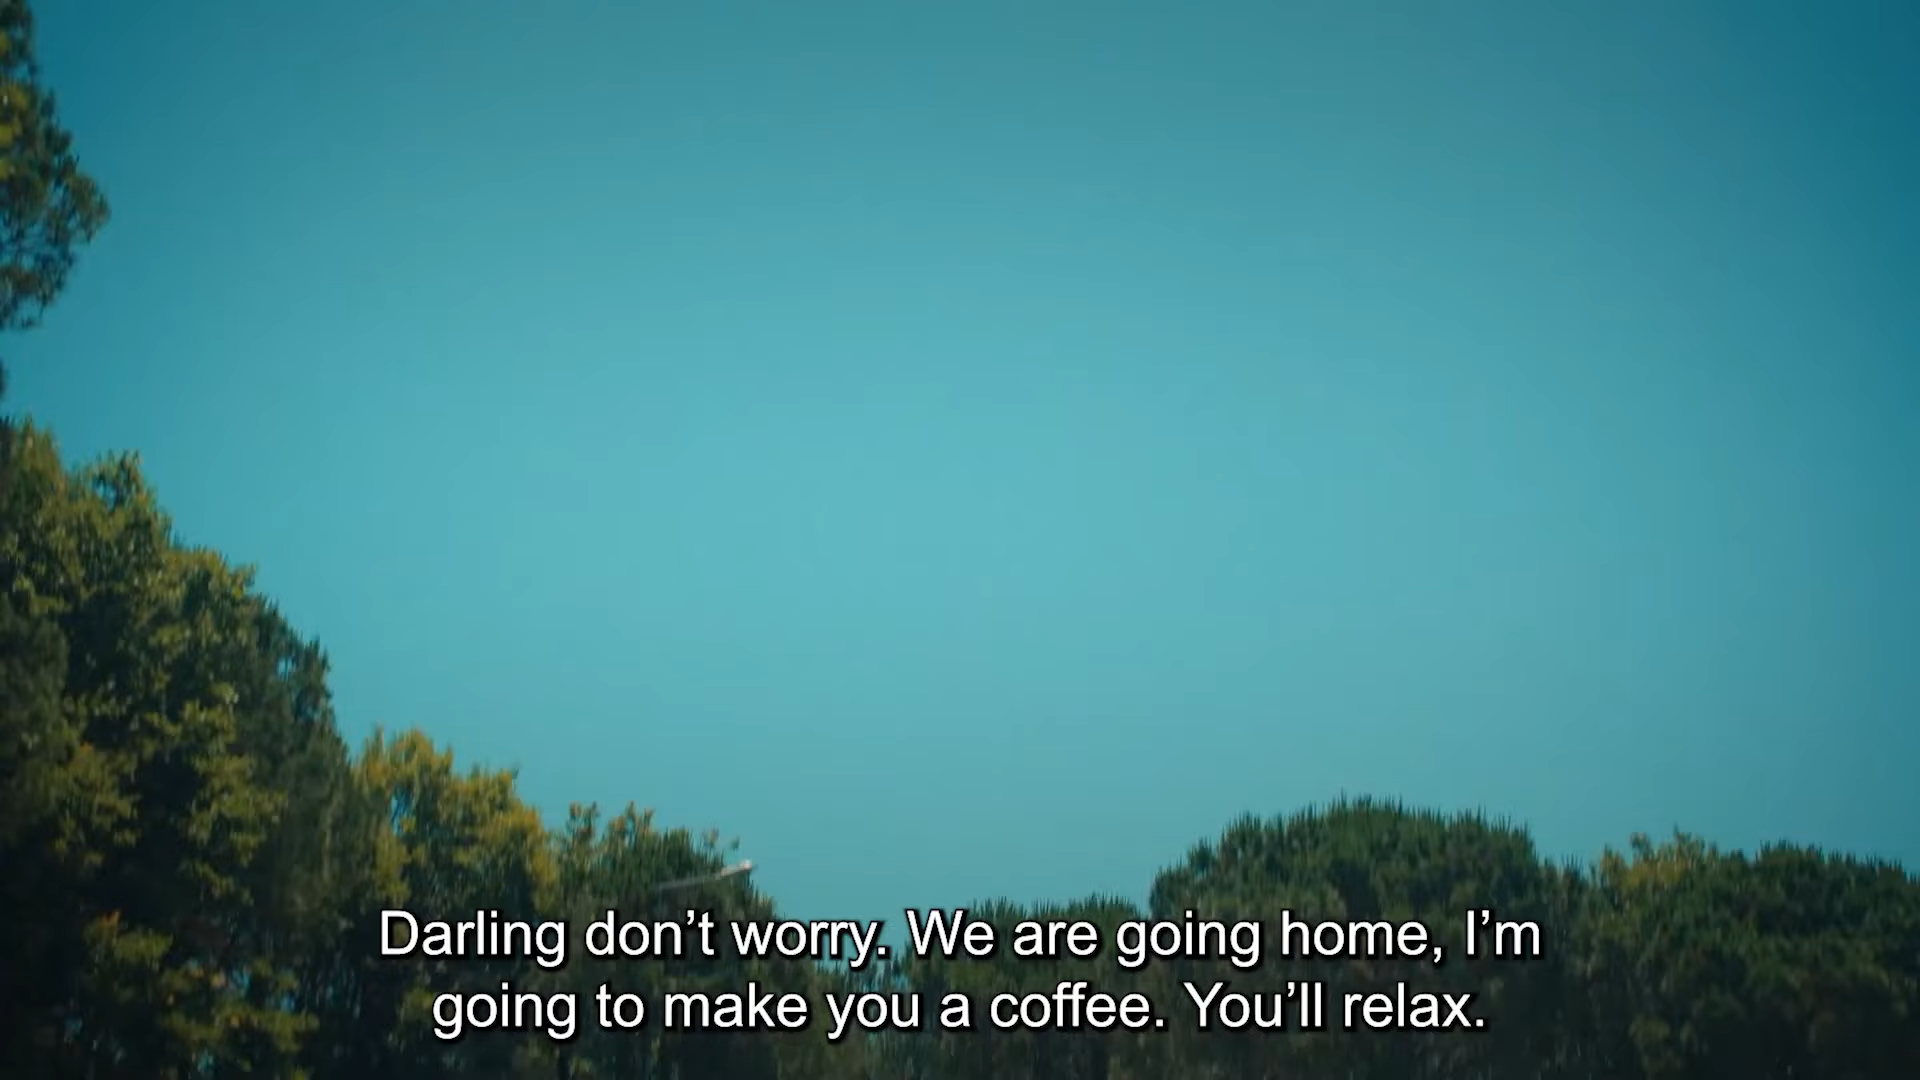 Darling don’t worry. We are going home, I’m
going to make you a coffee. You’ll relax.